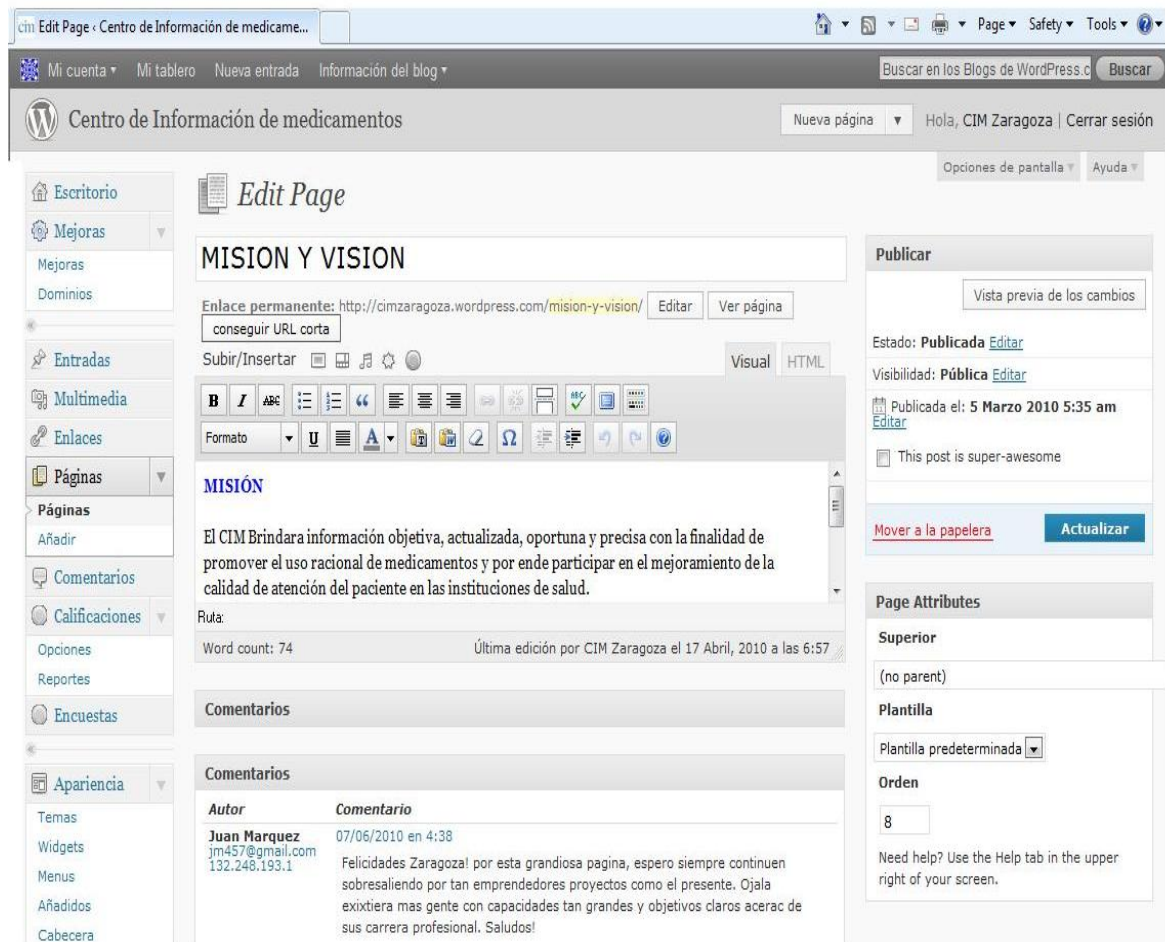 cim Edit Page ‹ Centro de Información de medicame...
Page Safety Tools
Mi cuenta Mi tablero Nueva entrada Información del blog
Buscar en los Blogs de WordPress.c Buscar
Centro de Información de medicamentos
Nueva página Hola, CIM Zaragoza | Cerrar sesión
Opciones de pantalla Ayuda
Escritorio
Mejoras
Mejoras
Dominios
Entradas
Multimedia
Enlaces
Páginas
Páginas
Añadir
Comentarios
Calificaciones
Opciones
Reportes
Encuestas
Apariencia
Temas
Widgets
Menus
Añadidos
Cabecera
Edit Page
MISION Y VISION
Enlace permanente: http://cimzaragoza.wordpress.com/mision-y-vision/ Editar Ver página
conseguir URL corta
Subir/Insertar
Visual HTML
B I ABC
ABC
Formato U A T W Ω
MISIÓN
El CIM Brindara información objetiva, actualizada, oportuna y precisa con la finalidad de
promover el uso racional de medicamentos y por ende participar en el mejoramiento de la
calidad de atención del paciente en las instituciones de salud.
Ruta:
Word count: 74 Última edición por CIM Zaragoza el 17 Abril, 2010 a las 6:57
Comentarios
Comentarios
Autor Comentario
Juan Marquez 07/06/2010 en 4:38
jm457@gmail.com
132.248.193.1
Felicidades Zaragoza! por esta grandiosa pagina, espero siempre continuen
sobresaliendo por tan emprendedores proyectos como el presente. Ojala
exixtiera mas gente con capacidades tan grandes y objetivos claros acerac de
sus carrera profesional. Saludos!
Publicar
Vista previa de los cambios
Estado: Publicada Editar
Visibilidad: Pública Editar
Publicada el: 5 Marzo 2010 5:35 am
Editar
This post is super-awesome
Mover a la papelera Actualizar
Page Attributes
Superior
(no parent)
Plantilla
Plantilla predeterminada
Orden
8
Need help? Use the Help tab in the upper
right of your screen.